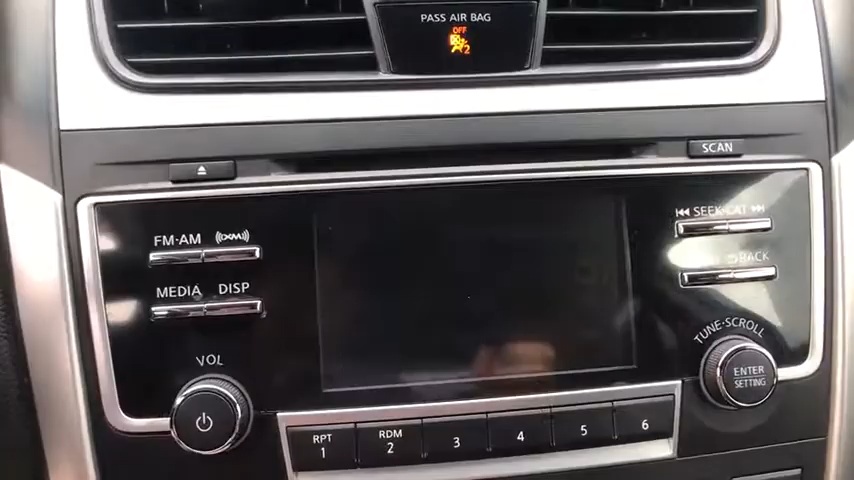 PASS AIR BAG
OFF
2
SCAN
FM·AM
XM
SEEK·CAT
BACK
MEDIA
DISP
VOL
TUNE·SCROLL
ENTER
SETTING
RPT
1
RDM
2
3
4
5
6